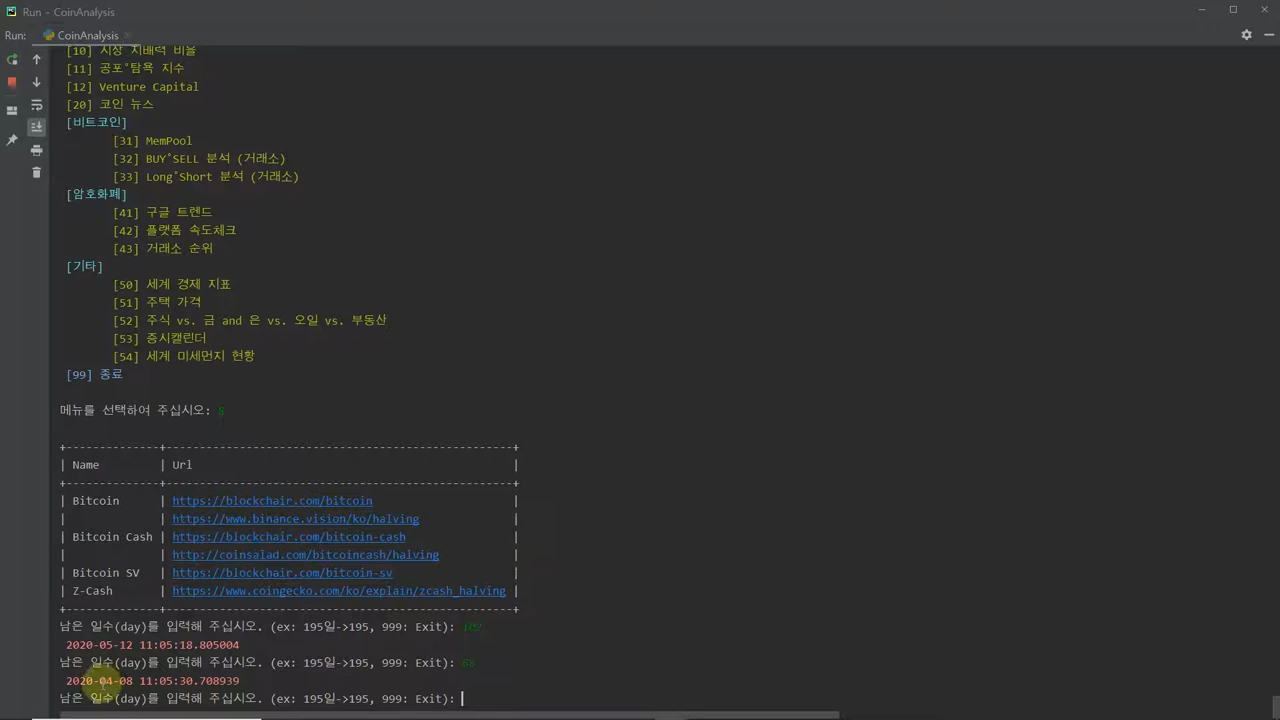 Run - CoinAnalysis
Run: CoinAnalysis
[10] 시장 지배력 비율
[11] 공포°탐욕 지수
[12] Venture Capital
[20] 코인 뉴스
[비트코인]
[31] MemPool
[32] BUY°SELL 분석 (거래소)
[33] Long°Short 분석 (거래소)
[암호화폐]
[41] 구글 트렌드
[42] 플랫폼 속도체크
[43] 거래소 순위
[기타]
[50] 세계 경제 지표
[51] 주택 가격
[52] 주식 vs. 금 and 은 vs. 오일 vs. 부동산
[53] 증시캘린더
[54] 세계 미세먼지 현황
[99] 종료
메뉴를 선택하여 주십시오:
+--------------+-----------------------------------------------------+
| Name | Url |
+--------------+-----------------------------------------------------+
| Bitcoin | https://blockchair.com/bitcoin |
| | https://www.binance.vision/ko/halving |
| Bitcoin Cash | https://blockchair.com/bitcoin-cash |
| | http://coinsalad.com/bitcoincash/halving |
| Bitcoin SV | https://blockchair.com/bitcoin-sv |
| Z-Cash | https://www.coingecko.com/ko/explain/zcash_halving |
+--------------+-----------------------------------------------------+
남은 일수(day)를 입력해 주십시오. (ex: 195일->195, 999: Exit): 102
2020-05-12 11:05:18.805004
남은 일수(day)를 입력해 주십시오. (ex: 195일->195, 999: Exit): 68
2020-04-08 11:05:30.708939
남은 일수(day)를 입력해 주십시오. (ex: 195일->195, 999: Exit):